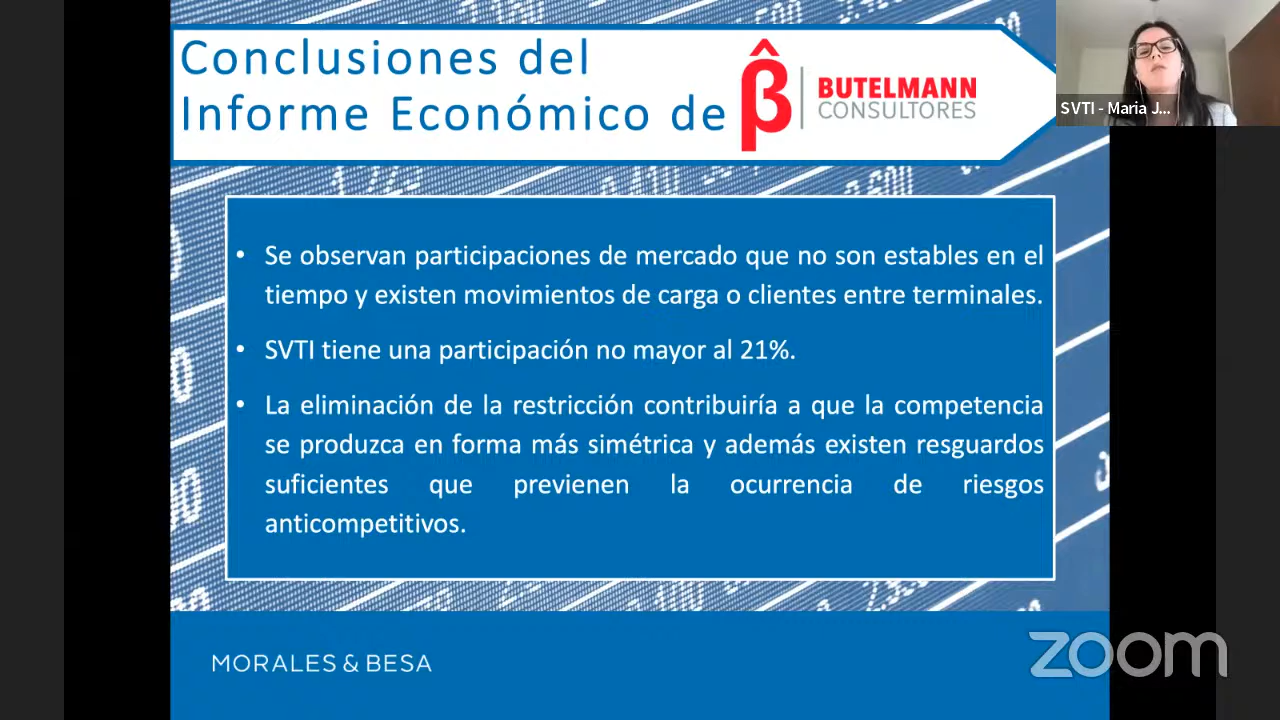 Conclusiones del
Informe Económico de
β̂
BUTELMANN
CONSULTORES
SVTI - Maria J...
• Se observan participaciones de mercado que no son estables en el
tiempo y existen movimientos de carga o clientes entre terminales.
• SVTI tiene una participación no mayor al 21%.
• La eliminación de la restricción contribuiría a que la competencia
se produzca en forma más simétrica y además existen resguardos
suficientes que previenen la ocurrencia de riesgos
anticompetitivos.
MORALES & BESA
zoom